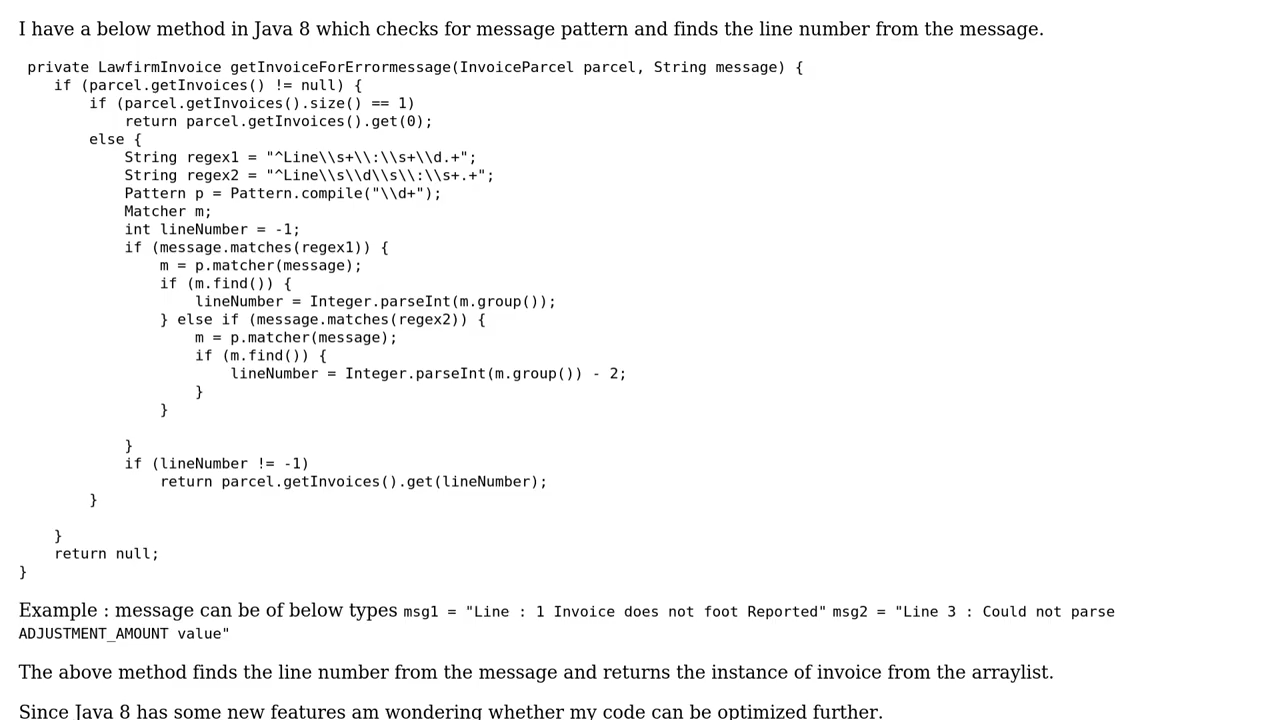 I have a below method in Java 8 which checks for message pattern and finds the line number from the message.
 private LawfirmInvoice getInvoiceForErrormessage(InvoiceParcel parcel, String message) {
    if (parcel.getInvoices() != null) {
        if (parcel.getInvoices().size() == 1)
            return parcel.getInvoices().get(0);
        else {
            String regex1 = "^Line\\s+\\:\\s+\\d.+";
            String regex2 = "^Line\\s\\d\\s\\:\\s+.+";
            Pattern p = Pattern.compile("\\d+");
            Matcher m;
            int lineNumber = -1;
            if (message.matches(regex1)) {
                m = p.matcher(message);
                if (m.find()) {
                    lineNumber = Integer.parseInt(m.group());
                } else if (message.matches(regex2)) {
                    m = p.matcher(message);
                    if (m.find()) {
                        lineNumber = Integer.parseInt(m.group()) - 2;
                    }
                }
            }
            if (lineNumber != -1)
                return parcel.getInvoices().get(lineNumber);
        }
    }
    return null;
}
Example : message can be of below types msg1 = "Line : 1 Invoice does not foot Reported" msg2 = "Line 3 : Could not parse
ADJUSTMENT_AMOUNT value"
The above method finds the line number from the message and returns the instance of invoice from the arraylist.
Since Java 8 has some new features am wondering whether my code can be optimized further.